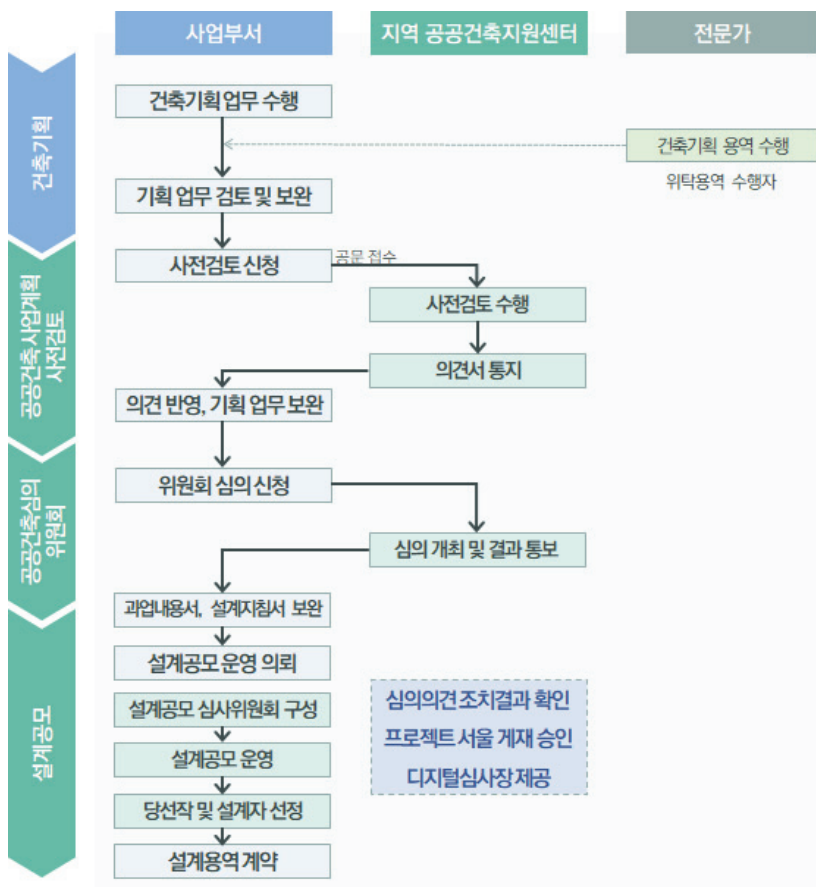 사업부서
지역 공공건축지원센터
전문가
건축기획
건축기획 업무 수행
건축기획 용역 수행
위탁용역 수행자
기획 업무 검토 및 보완
공공건축 사업계획
사전검토
사전검토 신청
공문 접수
사전검토 수행
의견서 통지
의견 반영, 기획 업무 보완
공공건축심의
위원회
위원회 심의 신청
심의 개최 및 결과 통보
설계공모
과업내용서, 설계지침서 보완
설계공모 운영 의뢰
설계공모 심사위원회 구성
설계공모 운영
당선작 및 설계자 선정
설계용역 계약
심의의견 조치결과 확인
프로젝트 서울 게재 승인
디지털심사장 제공